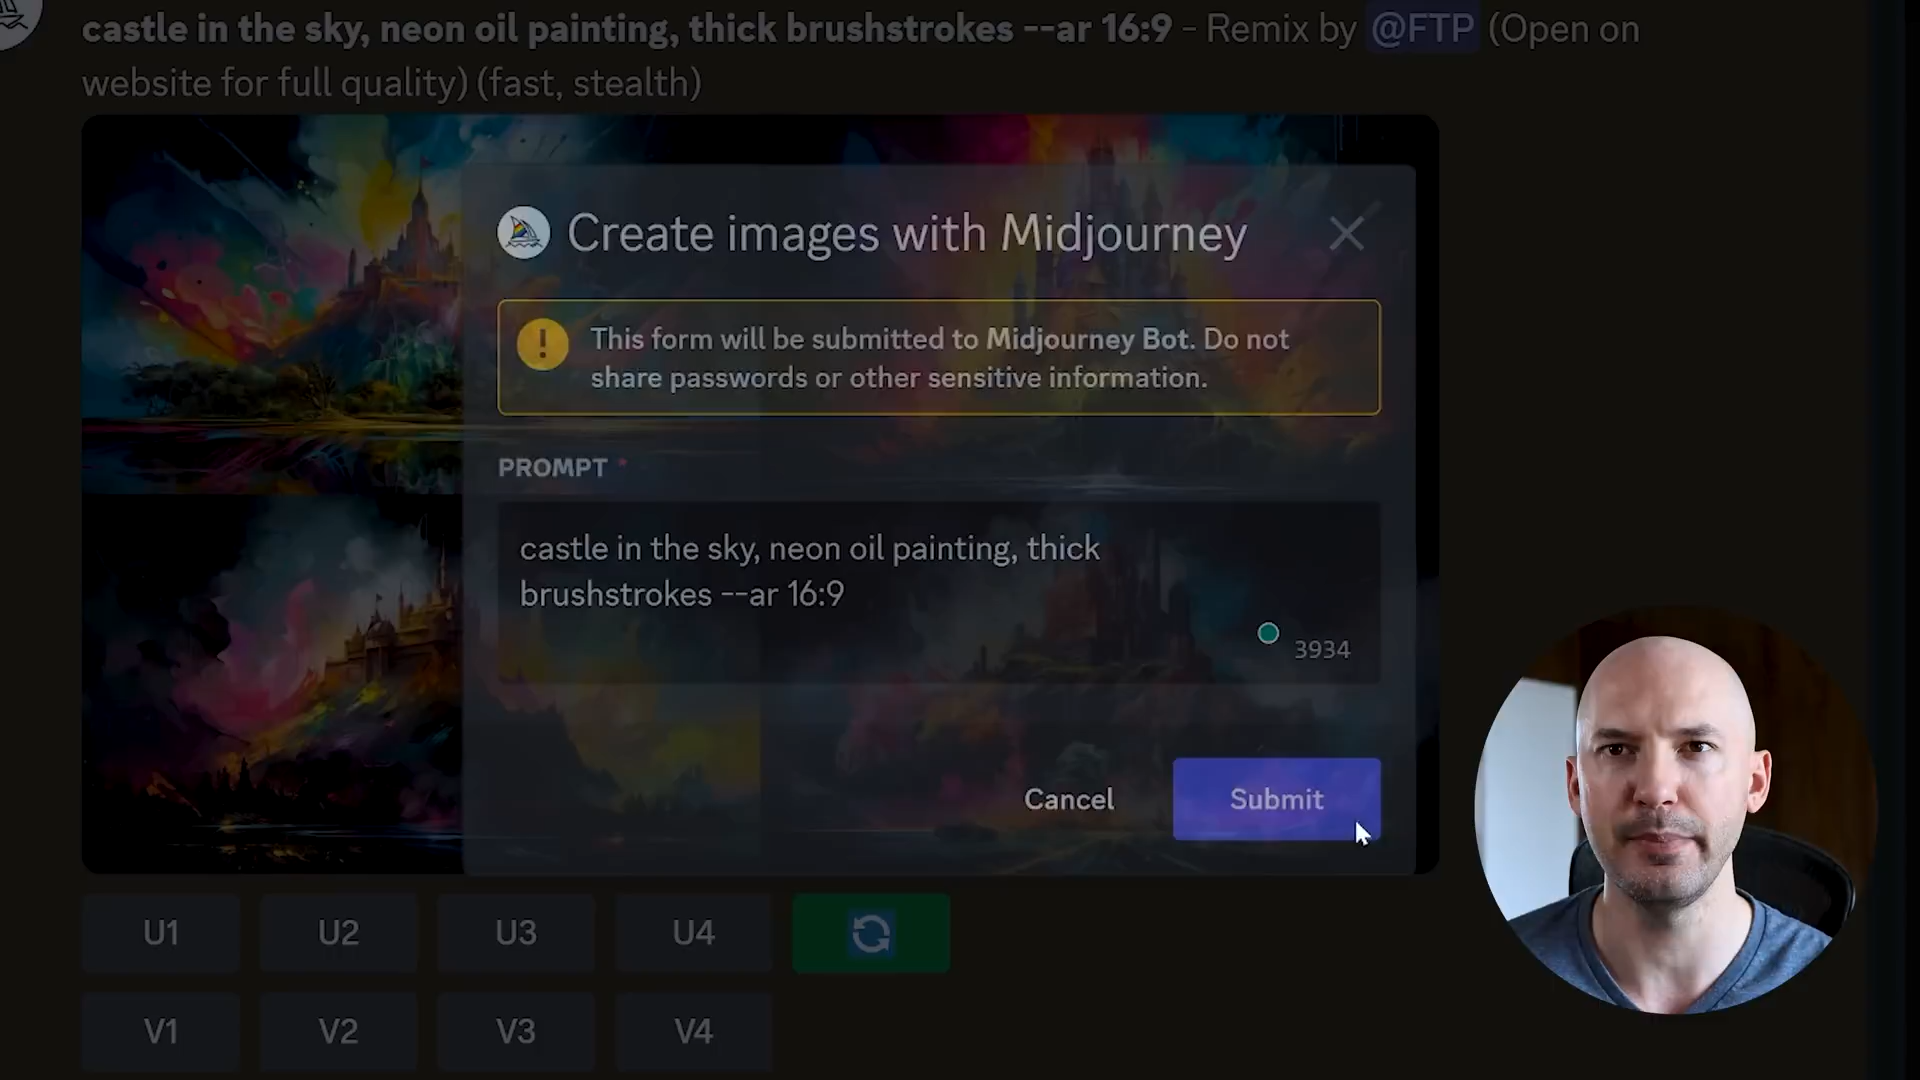 castle in the sky, neon oil painting, thick brushstrokes --ar 16:9 - Remix by @FTP (Open on
website for full quality) (fast, stealth)
Create images with Midjourney
This form will be submitted to Midjourney Bot. Do not
share passwords or other sensitive information.
PROMPT *
castle in the sky, neon oil painting, thick
brushstrokes --ar 16:9
3934
Cancel
Submit
U1
U2
U3
U4
V1
V2
V3
V4